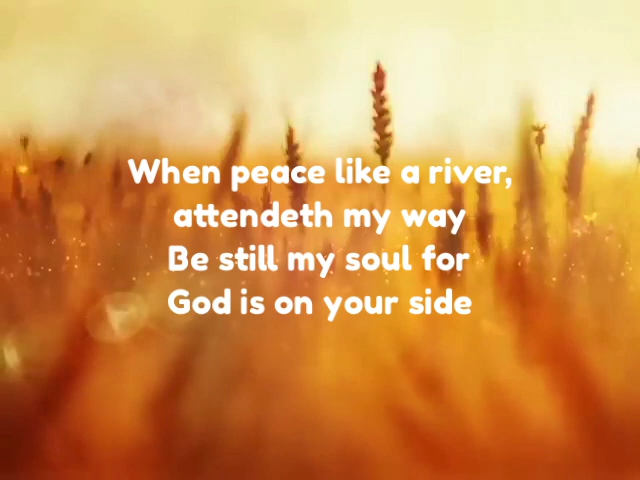 When peace like a river,
attendeth my way
Be still my soul for
God is on your side